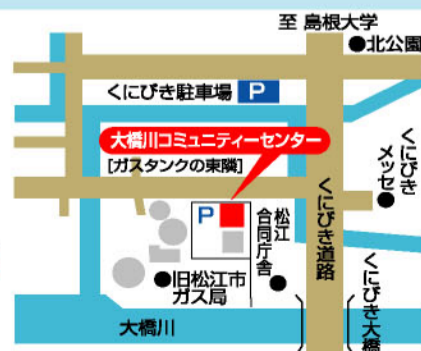 至 島根大学
●北公園
くにびき駐車場 P
大橋川コミュニティーセンター
[ガスタンクの東隣]
くにびき
メッセ●
くにびき道路
P
松江
合同庁舎●
●旧松江市
ガス局
くにびき大橋
大橋川